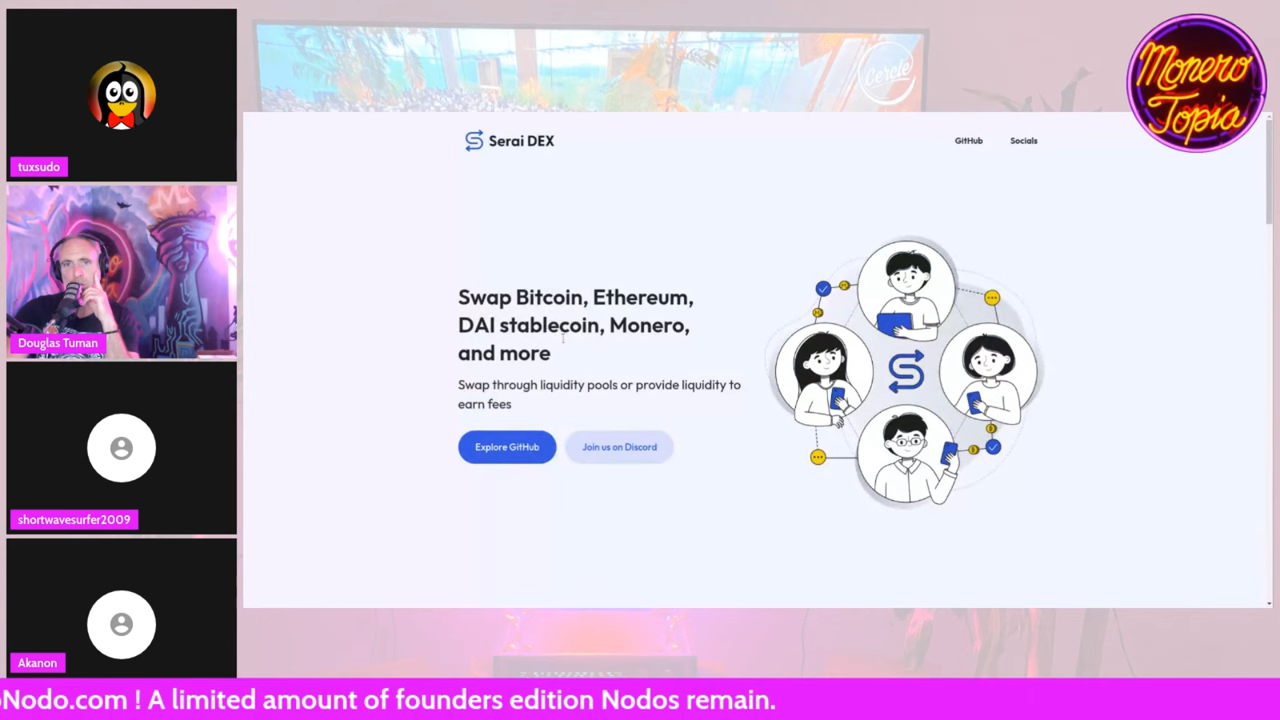 tuxsudo
Douglas Tuman
shortwavesurfer2009
Akanon
Cercle
Monero
Topia
Serai DEX
GitHub
Socials
Swap Bitcoin, Ethereum,
DAI stablecoin, Monero,
and more
Swap through liquidity pools or provide liquidity to
earn fees
Explore GitHub
Join us on Discord
Nodo.com ! A limited amount of founders edition Nodos remain.